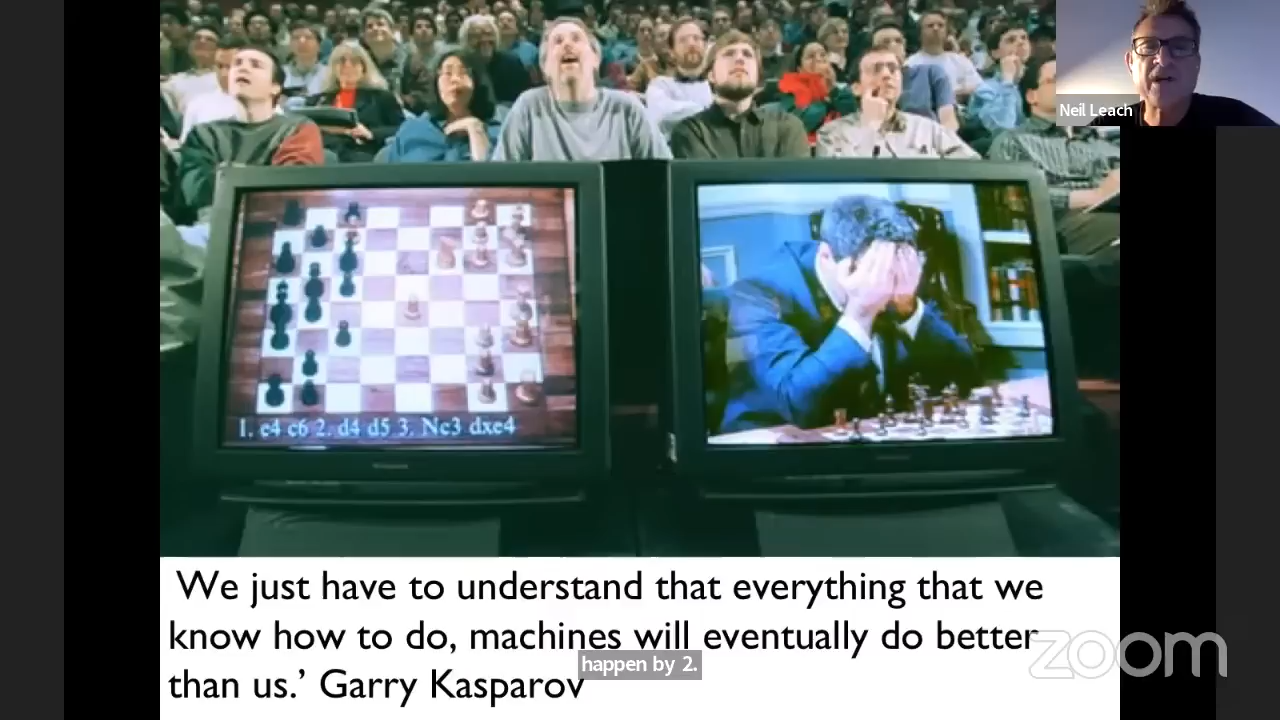 Neil Leach
1. e4 c6 2. d4 d5 3. Nc3 dxe4
We just have to understand that everything that we
know how to do, machines will eventually do better
than us.’ Garry Kasparov
happen by 2.
zoom